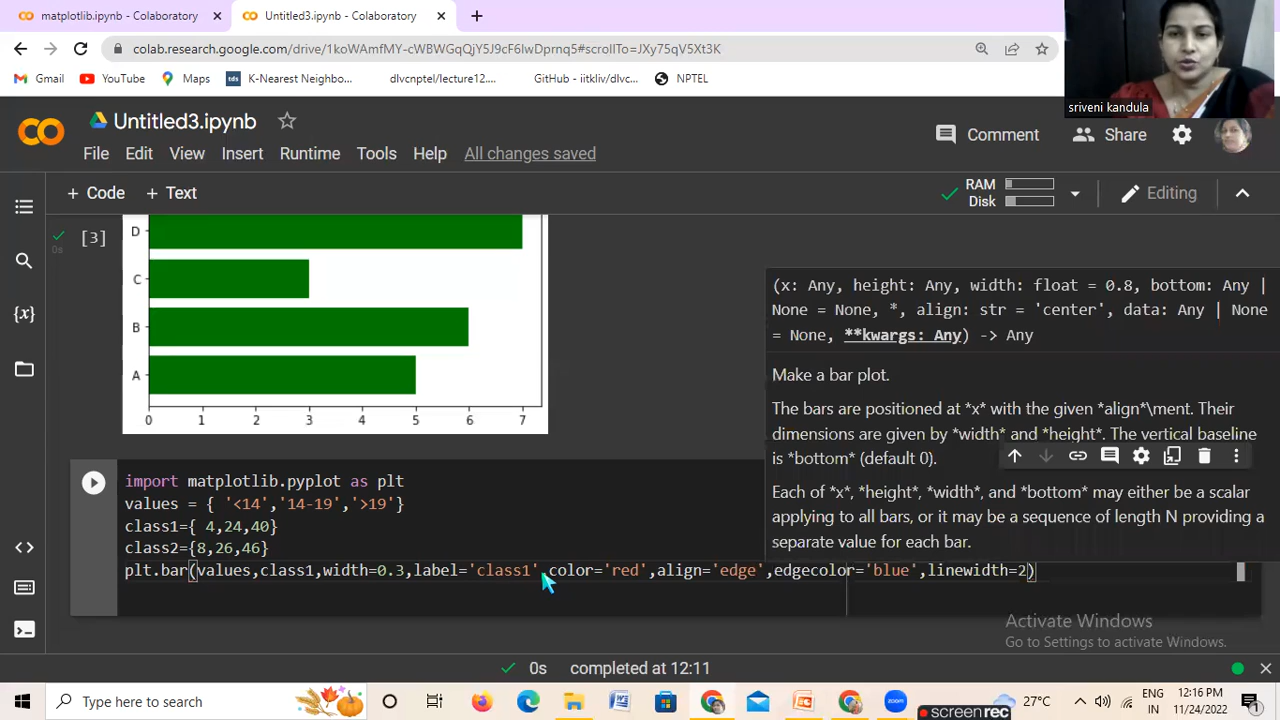 matplotlib.ipynb - Colaboratory
Untitled3.ipynb - Colaboratory
colab.research.google.com/drive/1koWAmfMY-cWBWGqQjY5J9cF6lwDprnq5#scrollTo=JXy75qV5Xt3K
Gmail
YouTube
Maps
tds
K-Nearest Neighbo...
dlvcnptel/lecture12....
GitHub - iitkliv/dlvc...
NPTEL
sriveni kandula
Untitled3.ipynb
File Edit View Insert Runtime Tools Help All changes saved
Comment Share
+ Code + Text
RAM
Disk
Editing
[3]
0s
D
C
B
A
0 1 2 3 4 5 6 7
(x: Any, height: Any, width: float = 0.8, bottom: Any |
None = None, *, align: str = 'center', data: Any | None
= None, **kwargs: Any) -> Any
Make a bar plot.
The bars are positioned at *x* with the given *align*\ment. Their
dimensions are given by *width* and *height*. The vertical baseline
is *bottom* (default 0).
Each of *x*, *height*, *width*, and *bottom* may either be a scalar
applying to all bars, or it may be a sequence of length N providing a
separate value for each bar.
import matplotlib.pyplot as plt
values = { '<14','14-19','>19'}
class1={ 4,24,40}
class2={8,26,46}
plt.bar(values,class1,width=0.3,label='class1',color='red',align='edge',edgecolor='blue',linewidth=2)
Activate Windows
Go to Settings to activate Windows.
0s completed at 12:11
Type here to search
27°C
ENG
IN
12:16 PM
11/24/2022
screenrec